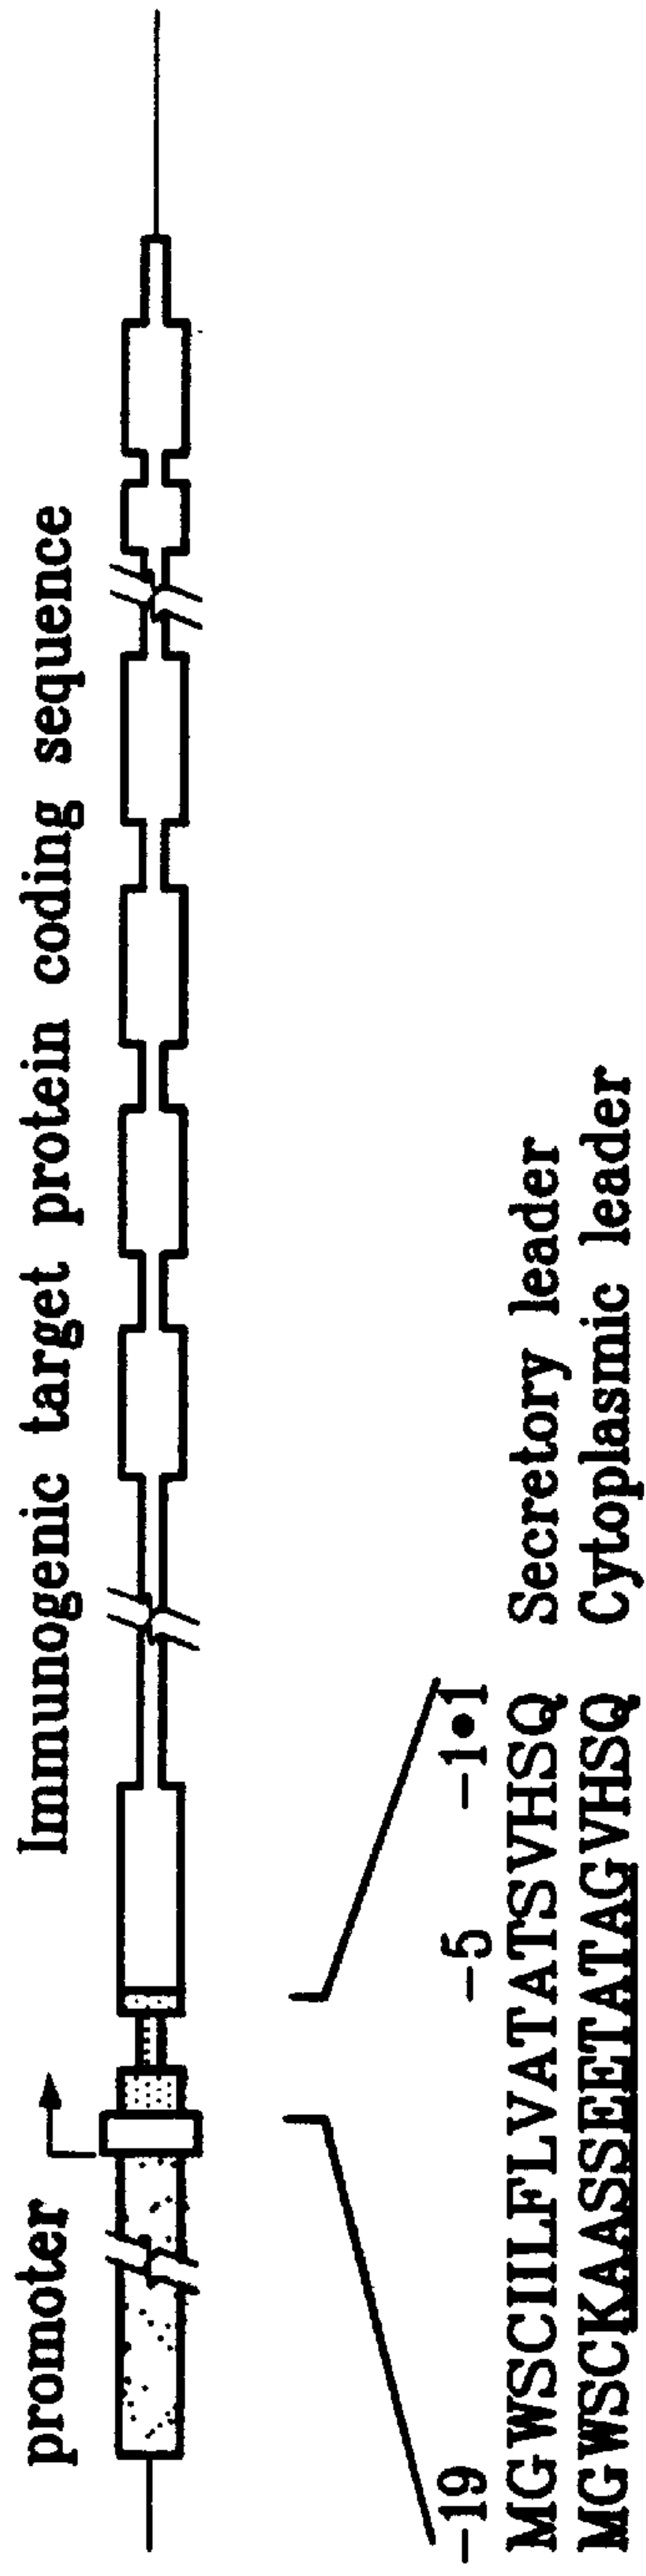 promoter Immunogenic target protein coding sequence
-19 -5 -1•1
MGWSCIILFLVATATSVHSQ Secretory leader
MGWSCKAASSEETATAGVHSQ Cytoplasmic leader